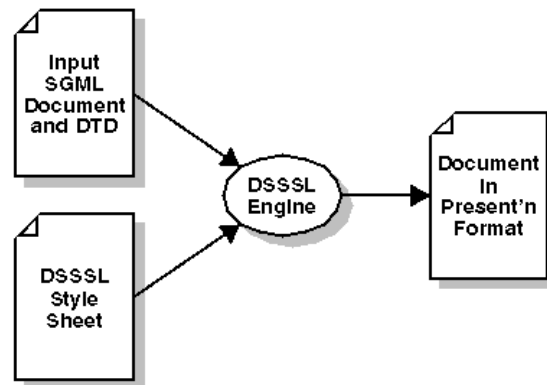 Input
SGML
Document
and DTD
DSSSL
Style
Sheet
DSSSL
Engine
Document
In
Present'n
Format